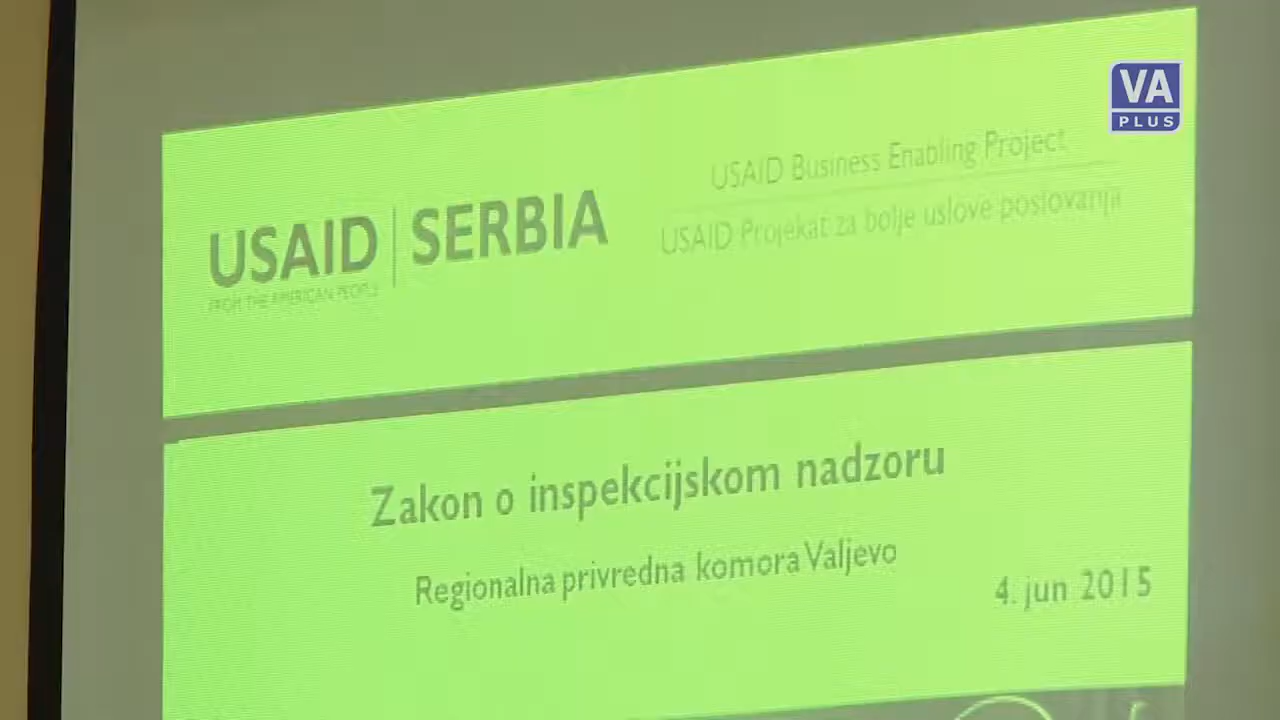 VA
PLUS
USAID Business Enabling Project
USAID Projekat za bolje uslove poslovanja
USAID | SERBIA
FROM THE AMERICAN PEOPLE
Zakon o inspekcijskom nadzoru
Regionalna privredna komora Valjevo
4. jun 2015